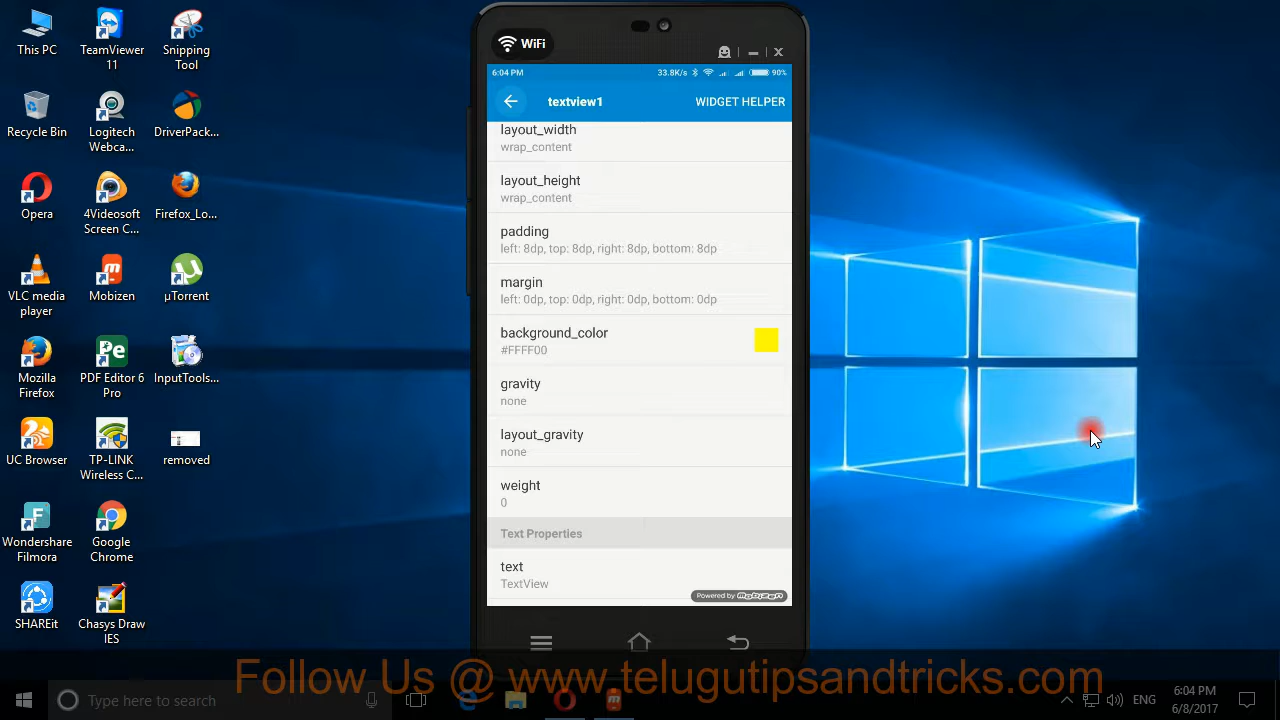 This PC
TeamViewer
11
Snipping
Tool
Recycle Bin
Logitech
Webca...
DriverPack...
Opera
4Videosoft
Screen C...
Firefox_Lo...
VLC media
player
Mobizen
µTorrent
Mozilla
Firefox
PDF Editor 6
Pro
InputTools...
UC Browser
TP-LINK
Wireless C...
removed
Wondershare
Filmora
Google
Chrome
SHAREit
Chasys Draw
IES
WiFi
6:04 PM
33.8K/s
90%
textview1
WIDGET HELPER
layout_width
wrap_content
layout_height
wrap_content
padding
left: 8dp, top: 8dp, right: 8dp, bottom: 8dp
margin
left: 0dp, top: 0dp, right: 0dp, bottom: 0dp
background_color
#FFFF00
gravity
none
layout_gravity
none
weight
0
Text Properties
text
TextView
Powered by mobizen
Follow Us @ www.telugutipsandtricks.com
Type here to search
ENG
6:04 PM
6/8/2017